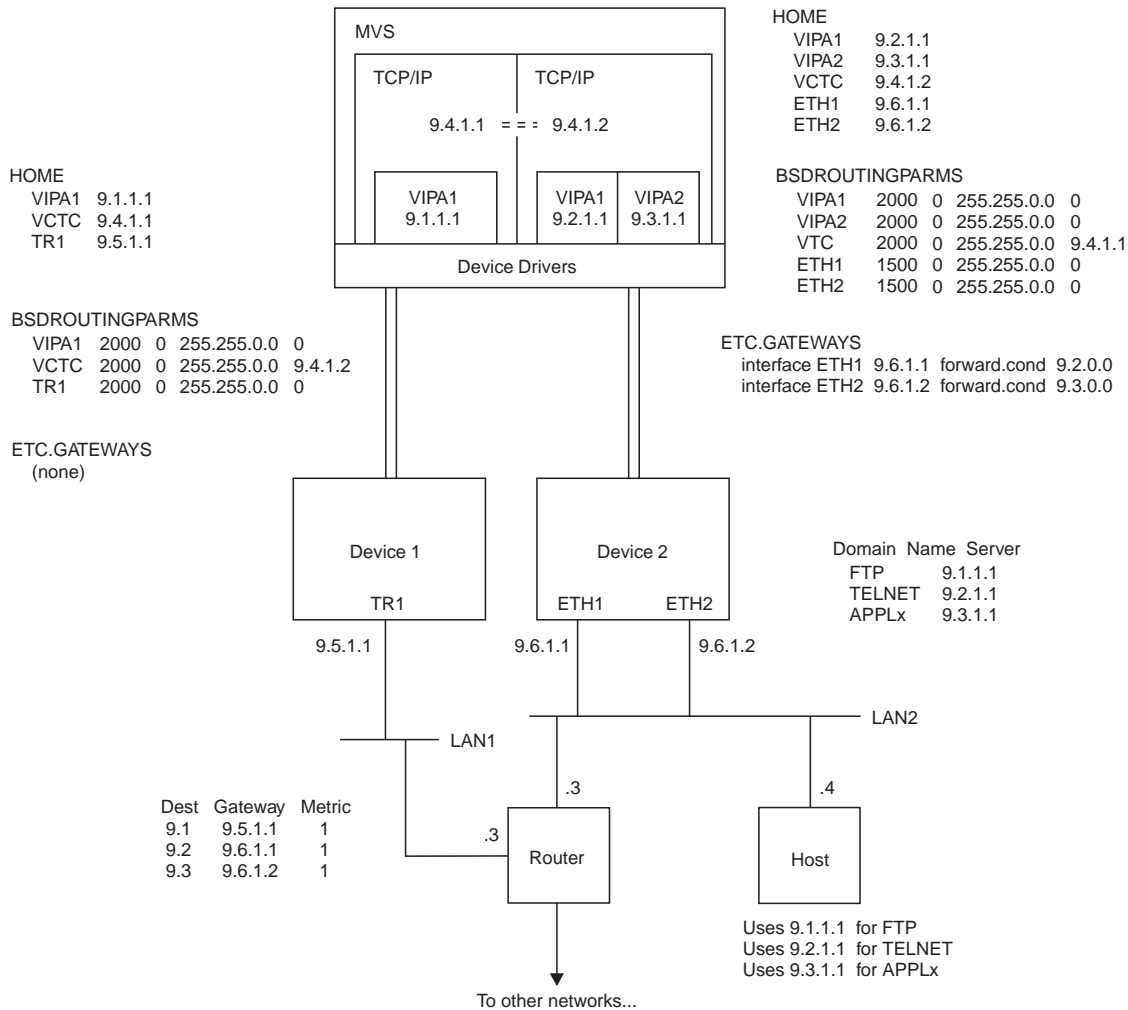 MVS
TCP/IP
TCP/IP
9.4.1.1 = = = 9.4.1.2
VIPA1
9.1.1.1
VIPA1
9.2.1.1
VIPA2
9.3.1.1
Device Drivers
HOME
VIPA1 9.2.1.1
VIPA2 9.3.1.1
VCTC 9.4.1.2
ETH1 9.6.1.1
ETH2 9.6.1.2
HOME
VIPA1 9.1.1.1
VCTC 9.4.1.1
TR1 9.5.1.1
BSDROUTINGPARMS
VIPA1 2000 0 255.255.0.0 0
VIPA2 2000 0 255.255.0.0 0
VTC 2000 0 255.255.0.0 9.4.1.1
ETH1 1500 0 255.255.0.0 0
ETH2 1500 0 255.255.0.0 0
BSDROUTINGPARMS
VIPA1 2000 0 255.255.0.0 0
VCTC 2000 0 255.255.0.0 9.4.1.2
TR1 2000 0 255.255.0.0 0
ETC.GATEWAYS
interface ETH1 9.6.1.1 forward.cond 9.2.0.0
interface ETH2 9.6.1.2 forward.cond 9.3.0.0
ETC.GATEWAYS
(none)
Device 1
TR1
Device 2
ETH1 ETH2
Domain Name Server
FTP 9.1.1.1
TELNET 9.2.1.1
APPLx 9.3.1.1
9.5.1.1
9.6.1.1
9.6.1.2
LAN2
LAN1
.3
.4
Dest Gateway Metric
9.1 9.5.1.1 1
9.2 9.6.1.1 1
9.3 9.6.1.2 1
.3
Router
Host
Uses 9.1.1.1 for FTP
Uses 9.2.1.1 for TELNET
Uses 9.3.1.1 for APPLx
To other networks...